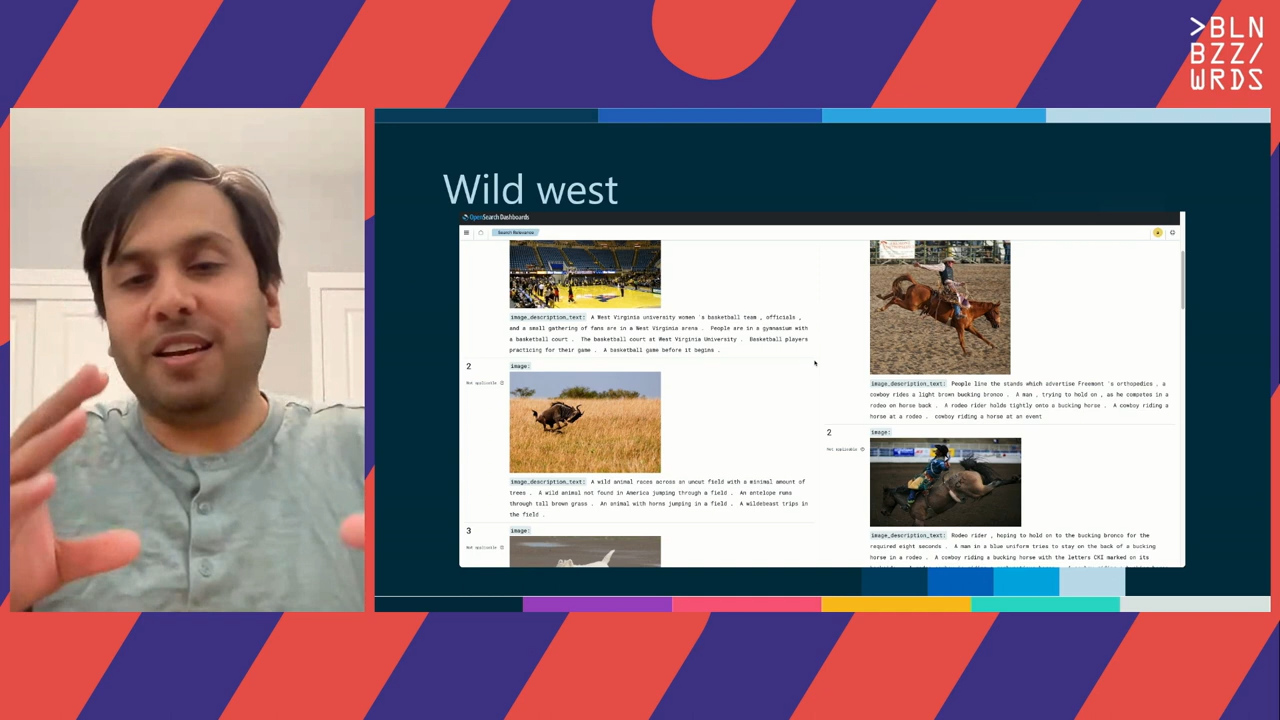 >BLN
BZZ/
WRDS
Wild west
OpenSearch Dashboards
Search Relevance
a
image_description_text: A West Virginia university women 's basketball team , officials ,
and a small gathering of fans are in a West Virginia arena . People are in a gymnasium with
a basketball court . The basketball court at West Virginia University . Basketball players
practicing for their game . A basketball game before it begins .
2
image:
Not applicable
image_description_text: A wild animal races across an uncut field with a minimal amount of
trees . A wild animal not found in America jumping through a field . An antelope runs
through tall brown grass . An animal with horns jumping in a field . A wildebeast trips in
the field .
3
image:
Not applicable
image_description_text: People line the stands which advertise Freemont 's orthopedics , a
cowboy rides a light brown bucking bronco . A man , trying to hold on , as he competes in a
rodeo on horse back . A rodeo rider holds tightly onto a bucking horse . A cowboy riding a
horse at a rodeo . cowboy riding a horse at an event
2
image:
Not applicable
image_description_text: Rodeo rider , hoping to hold on to the bucking bronco for the
required eight seconds . A man in a blue uniform tries to stay on the back of a bucking
horse in a rodeo . A cowboy riding a bucking horse with the letters CKI marked on its